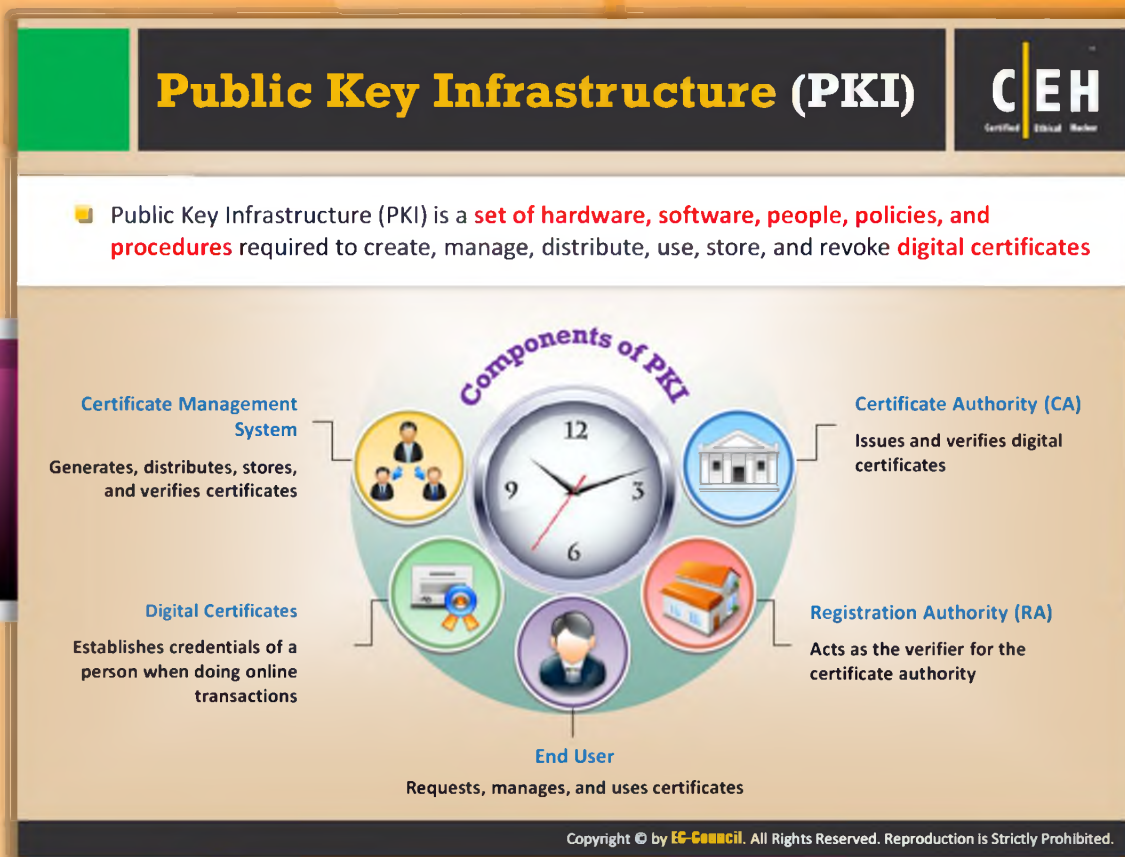 Public Key Infrastructure (PKI)
CEH
Certified Ethical Hacker
Public Key Infrastructure (PKI) is a set of hardware, software, people, policies, and
procedures required to create, manage, distribute, use, store, and revoke digital certificates
Components of PKI
Certificate Management
System
Generates, distributes, stores,
and verifies certificates
Certificate Authority (CA)
Issues and verifies digital
certificates
12
9
3
6
Digital Certificates
Establishes credentials of a
person when doing online
transactions
Registration Authority (RA)
Acts as the verifier for the
certificate authority
End User
Requests, manages, and uses certificates
Copyright © by EC-Council. All Rights Reserved. Reproduction is Strictly Prohibited.